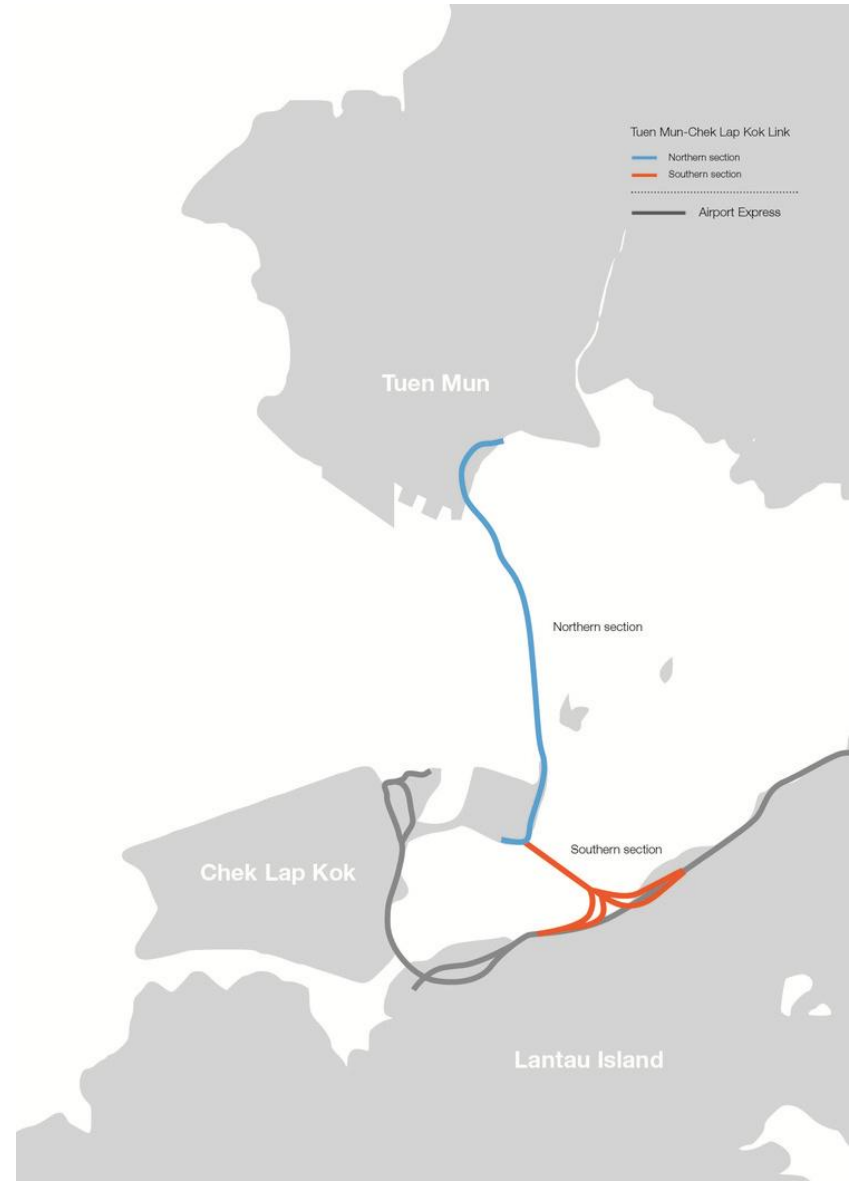 Tuen Mun-Chek Lap Kok Link
Northern section
Southern section
Airport Express
Tuen Mun
Northern section
Southern section
Chek Lap Kok
Lantau Island